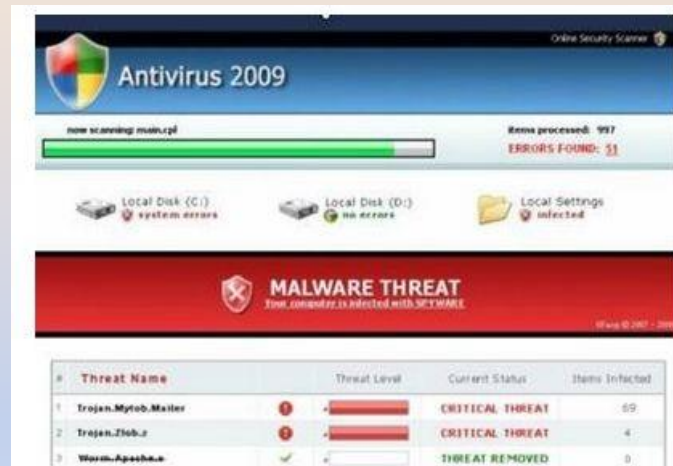 Online Security Scanner
Antivirus 2009
now scanning: main.cpl
Items processed: 997
ERRORS FOUND: 51
Local Disk (C:)
system errors
Local Disk (D:)
no errors
Local Settings
infected
MALWARE THREAT
Your computer is infected with SPYWARE
# Threat Name Threat Level Current Status Items Infected
1 Trojan.Mytob.Mailer CRITICAL THREAT 69
2 Trojan.Zlob.z CRITICAL THREAT 4
3 Worm.Apache.e THREAT REMOVED 0